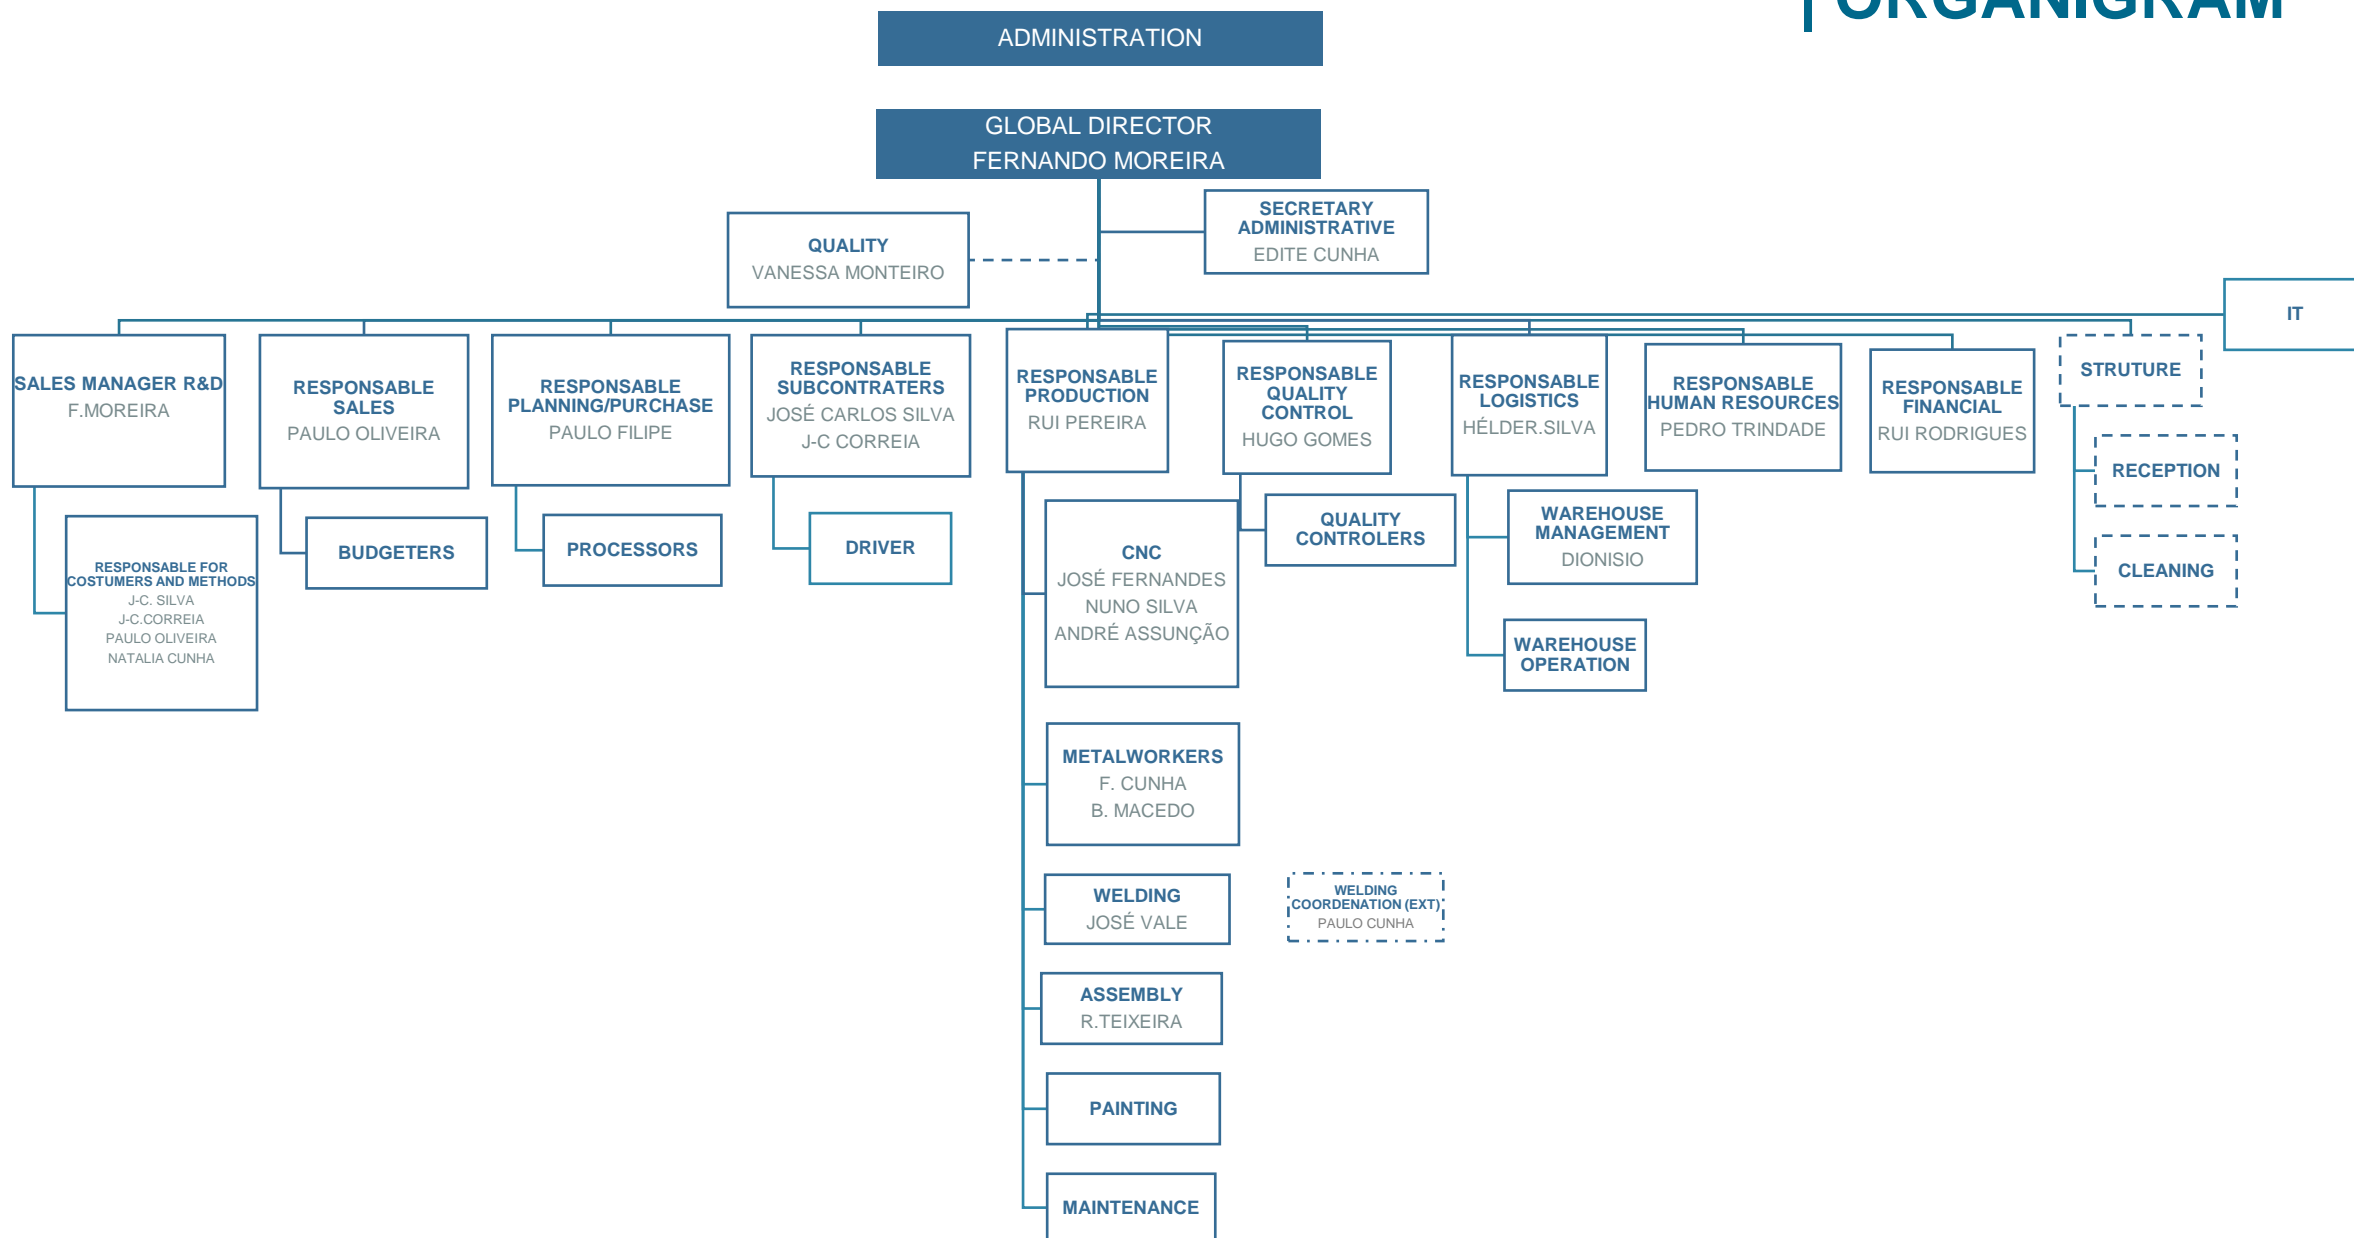 ORGANIGRAM
ADMINISTRATION
GLOBAL DIRECTOR
FERNANDO MOREIRA
SECRETARY
ADMINISTRATIVE
EDITE CUNHA
QUALITY
VANESSA MONTEIRO
IT
SALES MANAGER R&D
F.MOREIRA
RESPONSABLE
SALES
PAULO OLIVEIRA
RESPONSABLE
PLANNING/PURCHASE
PAULO FILIPE
RESPONSABLE
SUBCONTRATERS
JOSÉ CARLOS SILVA
J-C CORREIA
RESPONSABLE
PRODUCTION
RUI PEREIRA
RESPONSABLE
QUALITY
CONTROL
HUGO GOMES
RESPONSABLE
LOGISTICS
HÉLDER.SILVA
RESPONSABLE
HUMAN RESOURCES
PEDRO TRINDADE
RESPONSABLE
FINANCIAL
RUI RODRIGUES
STRUTURE
RECEPTION
CLEANING
RESPONSABLE FOR
COSTUMERS AND METHODS
J-C. SILVA
J-C.CORREIA
PAULO OLIVEIRA
NATALIA CUNHA
BUDGETERS
PROCESSORS
DRIVER
CNC
JOSÉ FERNANDES
NUNO SILVA
ANDRÉ ASSUNÇÃO
QUALITY
CONTROLERS
WAREHOUSE
MANAGEMENT
DIONISIO
WAREHOUSE
OPERATION
METALWORKERS
F. CUNHA
B. MACEDO
WELDING
JOSÉ VALE
WELDING
COORDENATION (EXT)
PAULO CUNHA
ASSEMBLY
R.TEIXEIRA
PAINTING
MAINTENANCE